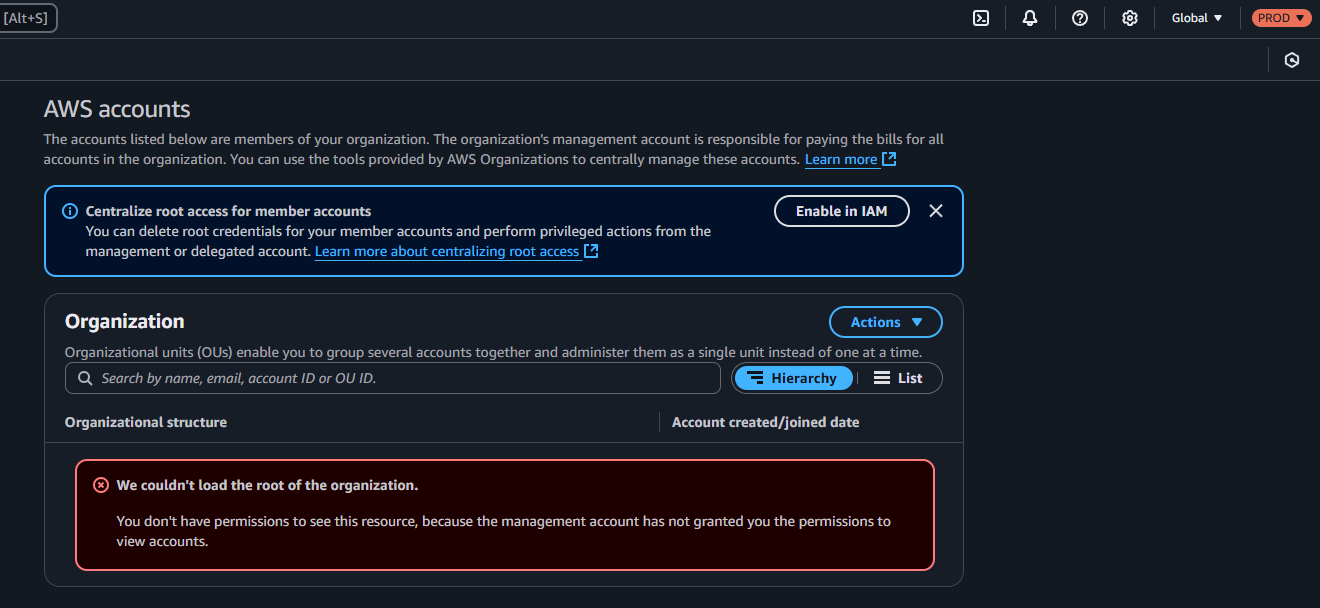 [Alt+S]
Global
PROD
AWS accounts
The accounts listed below are members of your organization. The organization's management account is responsible for paying the bills for all
accounts in the organization. You can use the tools provided by AWS Organizations to centrally manage these accounts. Learn more
Centralize root access for member accounts
Enable in IAM
You can delete root credentials for your member accounts and perform privileged actions from the
management or delegated account. Learn more about centralizing root access
Organization
Actions
Organizational units (OUs) enable you to group several accounts together and administer them as a single unit instead of one at a time.
Search by name, email, account ID or OU ID.
Hierarchy
List
Organizational structure
Account created/joined date
We couldn't load the root of the organization.
You don't have permissions to see this resource, because the management account has not granted you the permissions to
view accounts.